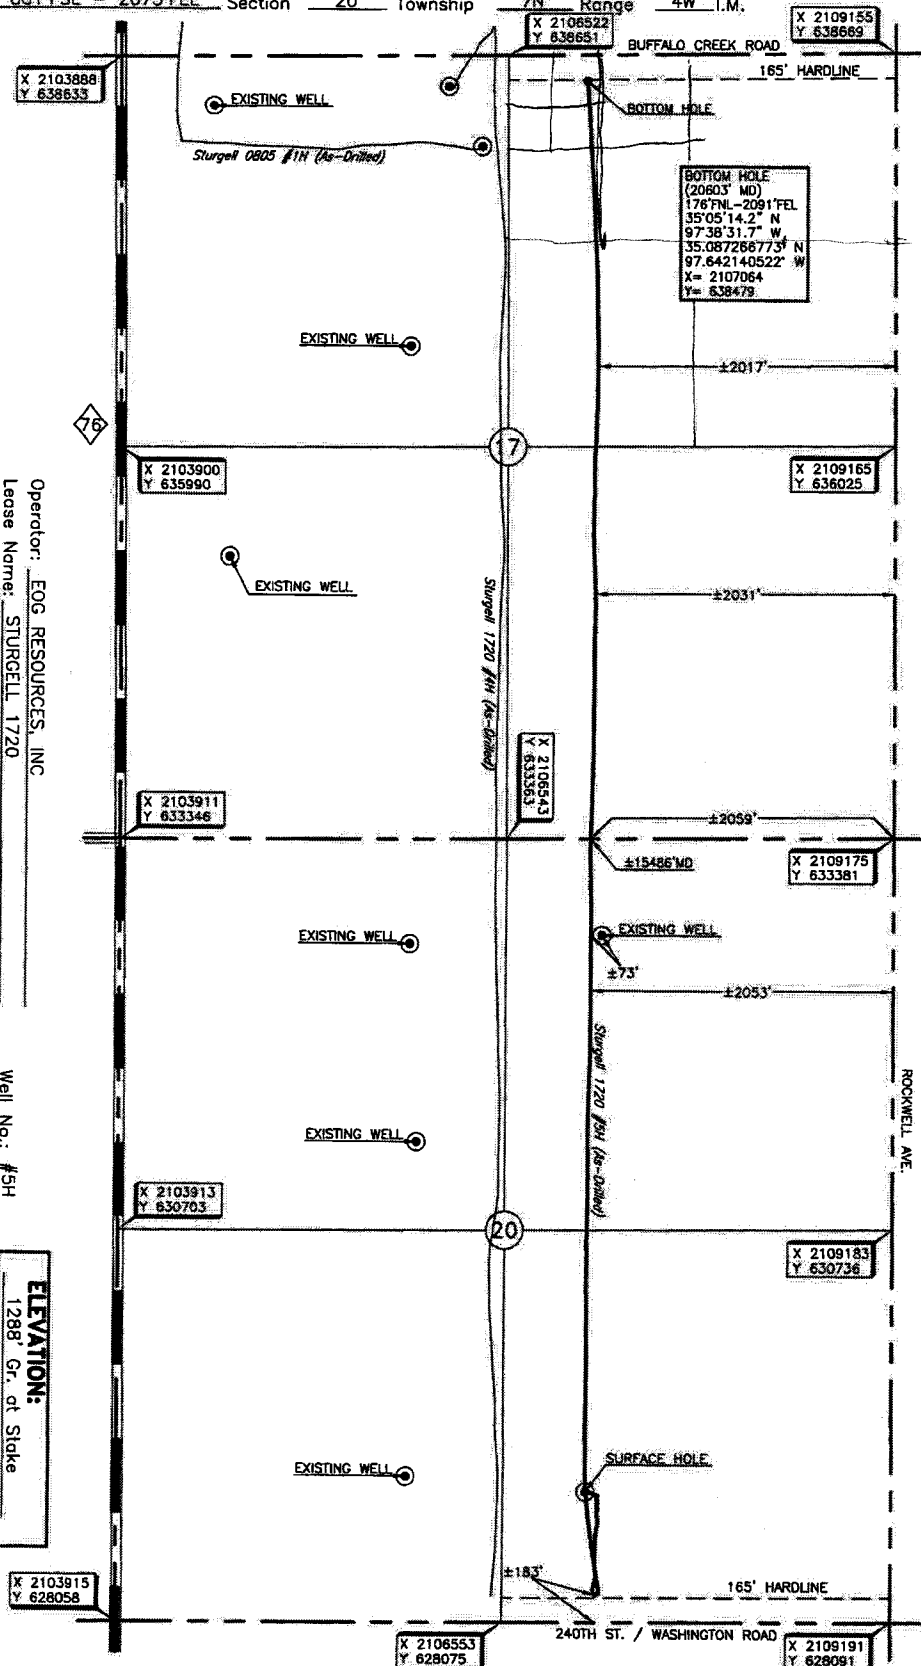 2073'FEL Section 20 Township 7N Range 4W I.M.
X 2106522
Y 638651
X 2109155
Y 638669
BUFFALO CREEK ROAD
X 2103888
Y 638633
165' HARDLINE
EXISTING WELL
BOTTOM HOLE
Sturgell 0805 #1H (As-Drilled)
BOTTOM HOLE
(20603' MD)
176'FNL-2091'FEL
35°05'14.2" N
97°38'31.7" W
35.087266773° N
97.642140522° W
X= 2107064
Y= 638479
EXISTING WELL
±2017'
76
17
X 2103900
Y 635990
X 2109165
Y 636025
EXISTING WELL
±2031'
Sturgell 1720 #4H (As-Drilled)
Operator: EOG RESOURCES, INC
Lease Name: STURGELL 1720
X 2106543
Y 633363
X 2103911
Y 633346
±2059'
±15486'MD
X 2109175
Y 633381
EXISTING WELL
EXISTING WELL
±73'
±2053'
Sturgell 1720 #5H (As-Drilled)
ROCKWELL AVE.
Well No.: #5H
EXISTING WELL
X 2103913
Y 630703
20
X 2109183
Y 630736
ELEVATION:
1288' Gr. at Stake
EXISTING WELL
SURFACE HOLE
±183'
165' HARDLINE
X 2103915
Y 628058
240TH ST. / WASHINGTON ROAD
X 2106553
Y 628075
X 2109191
Y 628091